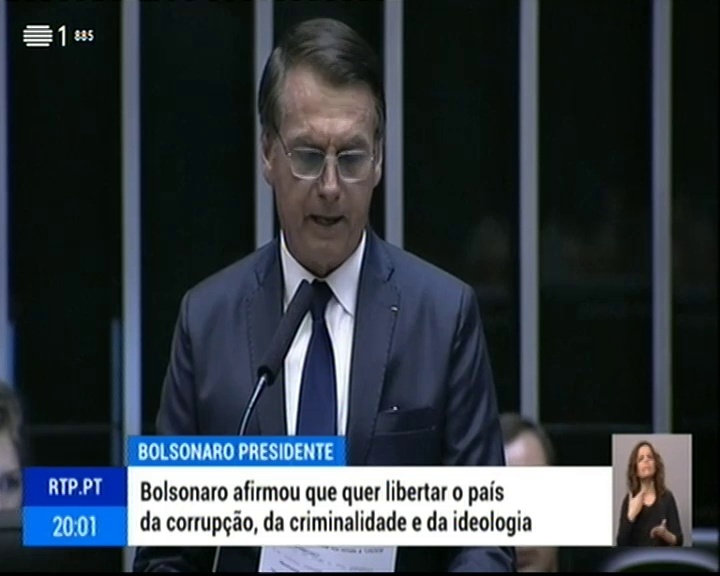 1 885
BOLSONARO PRESIDENTE
RTP.PT
20:01
Bolsonaro afirmou que quer libertar o país
da corrupção, da criminalidade e da ideologia